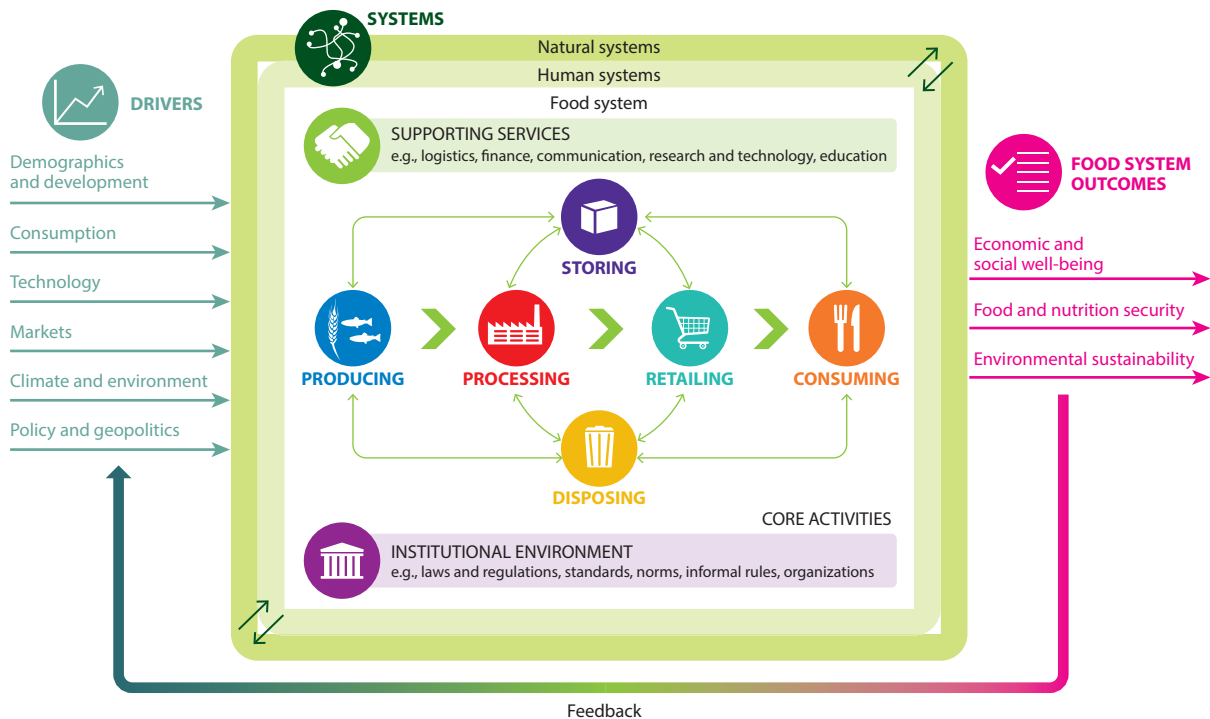 SYSTEMS
Natural systems
Human systems
Food system
DRIVERS
Demographics
and development
Consumption
Technology
Markets
Climate and environment
Policy and geopolitics
SUPPORTING SERVICES
e.g., logistics, finance, communication, research and technology, education
STORING
PRODUCING
PROCESSING
RETAILING
CONSUMING
DISPOSING
CORE ACTIVITIES
INSTITUTIONAL ENVIRONMENT
e.g., laws and regulations, standards, norms, informal rules, organizations
FOOD SYSTEM
OUTCOMES
Economic and
social well-being
Food and nutrition security
Environmental sustainability
Feedback